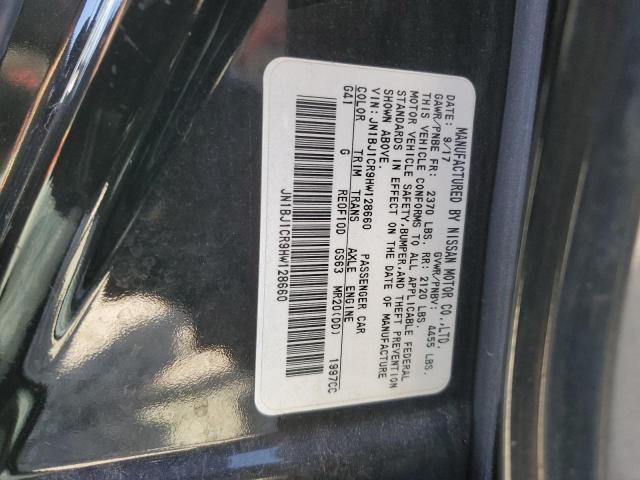 MANUFACTURED BY NISSAN MOTOR CO.,LTD.
DATE: 9/17 GVWR/PNBV: 4455 LBS.
GAWR/PNBE FR: 2370 LBS. RR: 2120 LBS.
THIS VEHICLE CONFORMS TO ALL APPLICABLE FEDERAL
MOTOR VEHICLE SAFETY,BUMPER,AND THEFT PREVENTION
STANDARDS IN EFFECT ON THE DATE OF MANUFACTURE
SHOWN ABOVE.
VIN:JN1BJ1CR9HW128660 PASSENGER CAR
COLOR TRIM TRANS AXLE ENGINE
G41 G RE0F10D GS63 MR20(DD) 1997CC
JN1BJ1CR9HW128660